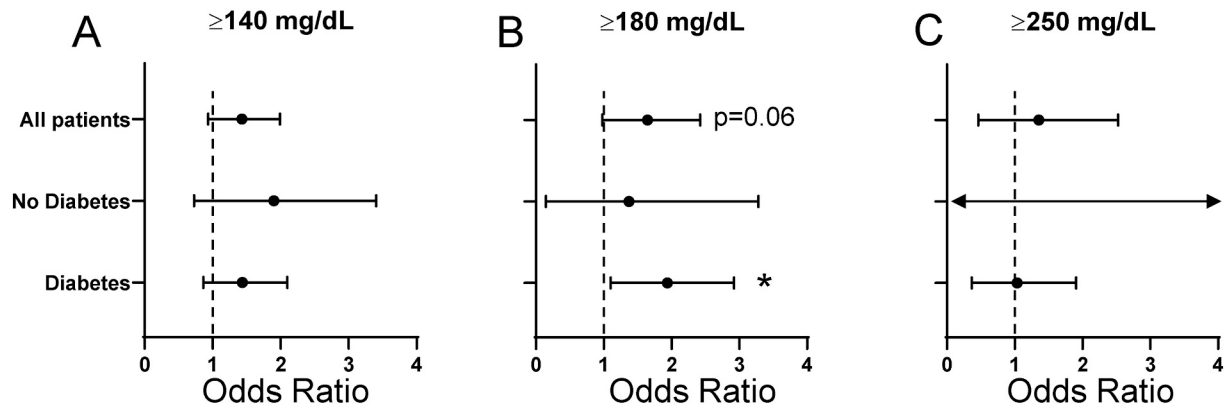 A
≥140 mg/dL
B
≥180 mg/dL
C
≥250 mg/dL
All patients
No Diabetes
Diabetes
p=0.06
*
0 1 2 3 4
Odds Ratio
0 1 2 3 4
Odds Ratio
0 1 2 3 4
Odds Ratio